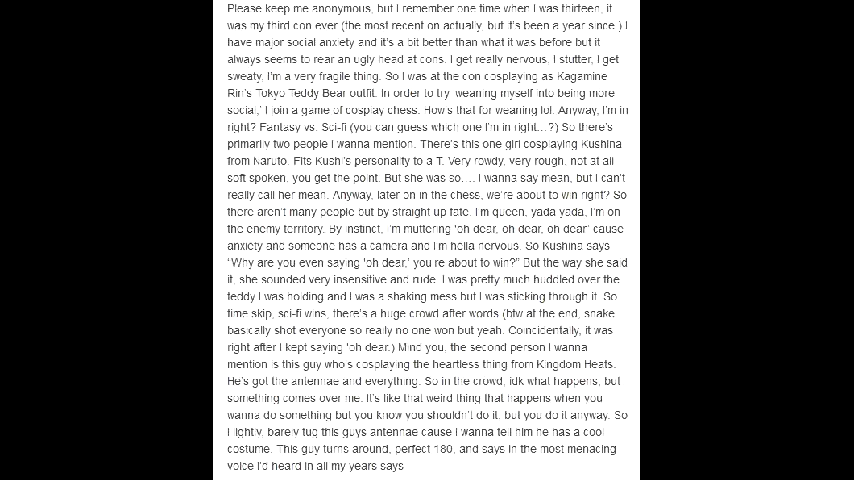 Please keep me anonymous, but I remember one time when I was thirteen, it
was my third con ever (the most recent on actually, but it's been a year since.) I
have major social anxiety and it's a bit better than what it was before but it
always seems to rear an ugly head at cons. I get really nervous, I stutter, I get
sweaty, I'm a very fragile thing. So I was at the con cosplaying as Kagamine
Rin's Tokyo Teddy Bear outfit. In order to try 'weaning myself into being more
social,' I join a game of cosplay chess. How's that for weaning lol. Anyway, I'm in
right? Fantasy vs. Sci-fi (you can guess which one I'm in right…?) So there's
primarily two people I wanna mention. There's this one girl cosplaying Kushina
from Naruto. Fits Kushi's personality to a T. Very rowdy, very rough, not at all
soft spoken, you get the point. But she was so…. I wanna say mean, but I can't
really call her mean. Anyway, later on in the chess, we're about to win right? So
there aren't many people but by straight up fate, I'm queen, yada yada, I'm on
the enemy territory. By instinct, I'm muttering 'oh dear, oh dear, oh dear' cause
anxiety and someone has a camera and I'm hella nervous. So Kushina says
"Why are you even saying 'oh dear,' you're about to win?" But the way she said
it, she sounded very insensitive and rude. I was pretty much huddled over the
teddy I was holding and I was a shaking mess but I was sticking through it. So
time skip, sci-fi wins, there's a huge crowd after words (btw at the end, snake
basically shot everyone so really no one won but yeah. Coincidentally, it was
right after I kept saying 'oh dear.) Mind you, the second person I wanna
mention is this guy who's cosplaying the heartless thing from Kingdom Heats.
He's got the antennae and everything. So in the crowd, idk what happens, but
something comes over me. It's like that weird thing that happens when you
wanna do something but you know you shouldn't do it, but you do it anyway. So
I lightly, barely tug this guys antennae cause I wanna tell him he has a cool
costume. This guy turns around, perfect 180, and says in the most menacing
voice I'd heard in all my years says